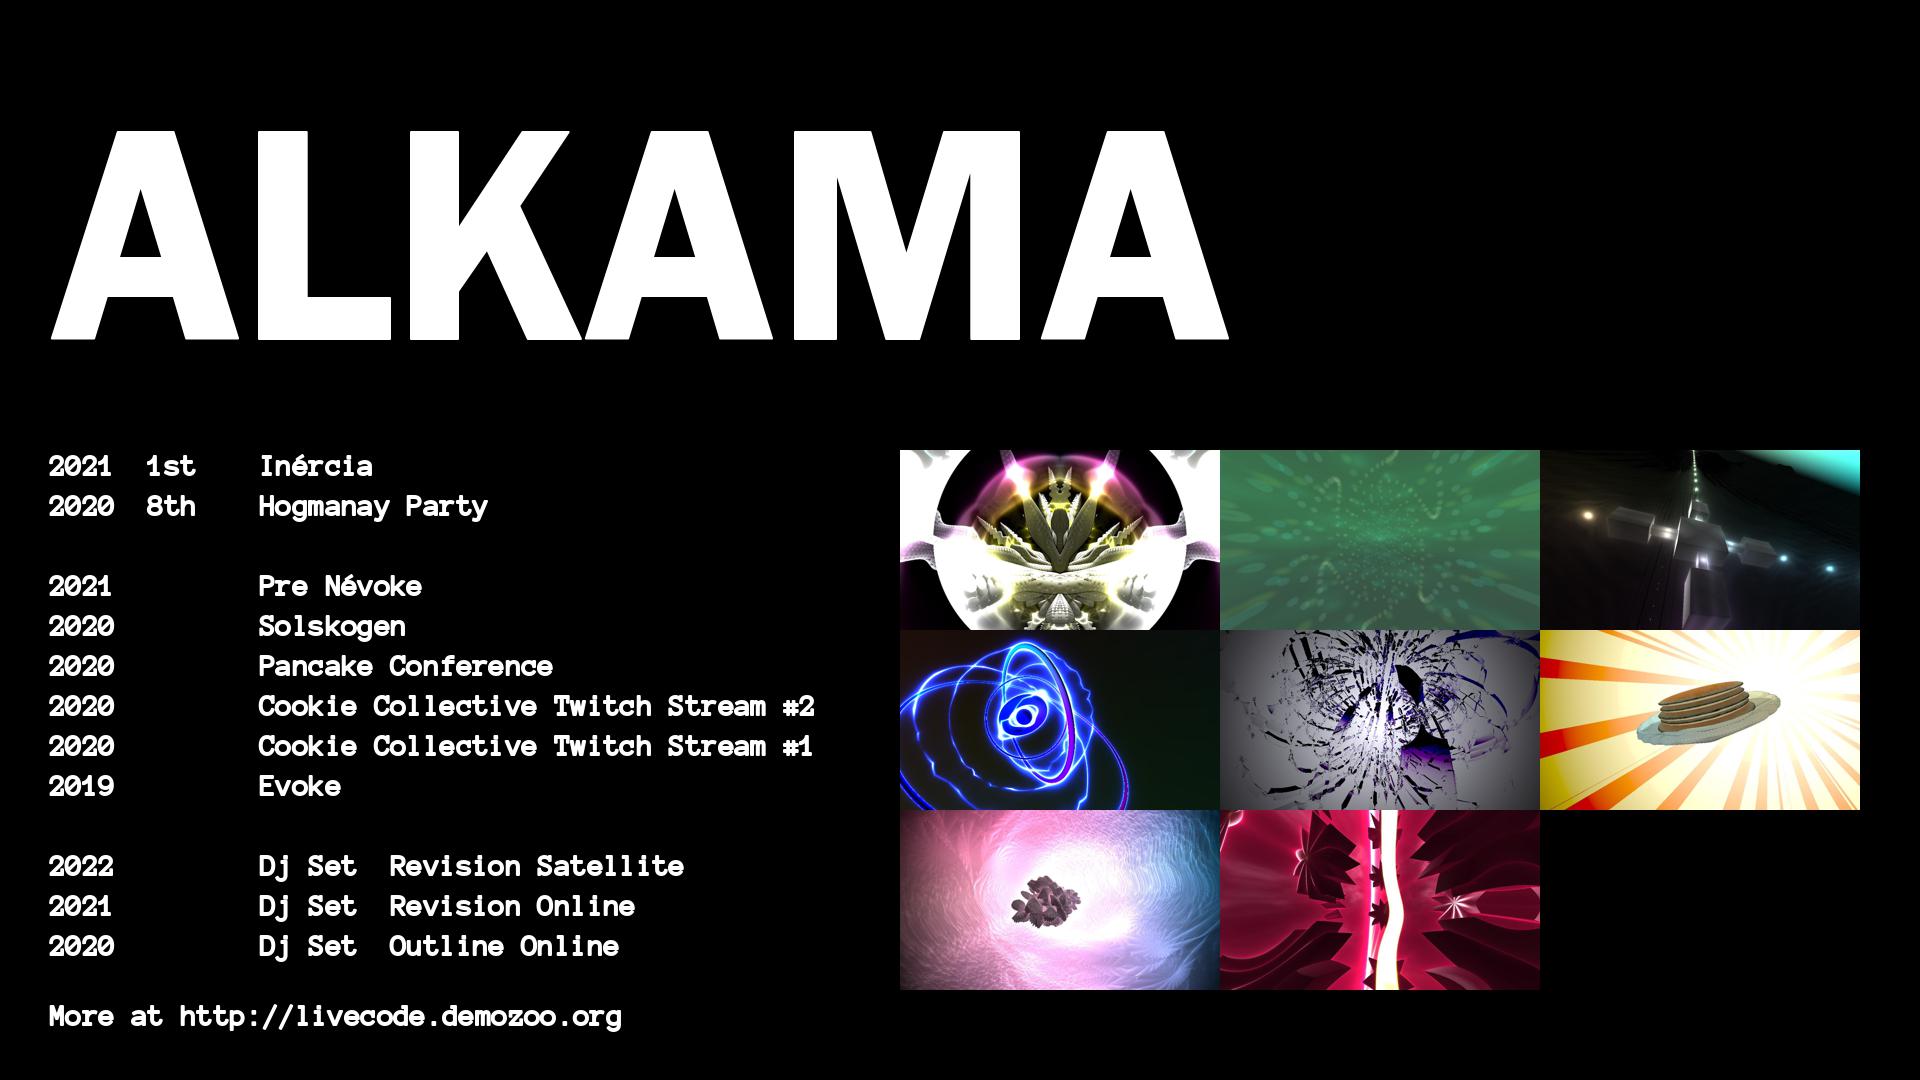 ALKAMA
2021 1st Inércia
2020 8th Hogmanay Party
2021 Pre Névoke
2020 Solskogen
2020 Pancake Conference
2020 Cookie Collective Twitch Stream #2
2020 Cookie Collective Twitch Stream #1
2019 Evoke
2022 Dj Set Revision Satellite
2021 Dj Set Revision Online
2020 Dj Set Outline Online
More at http://livecode.demozoo.org